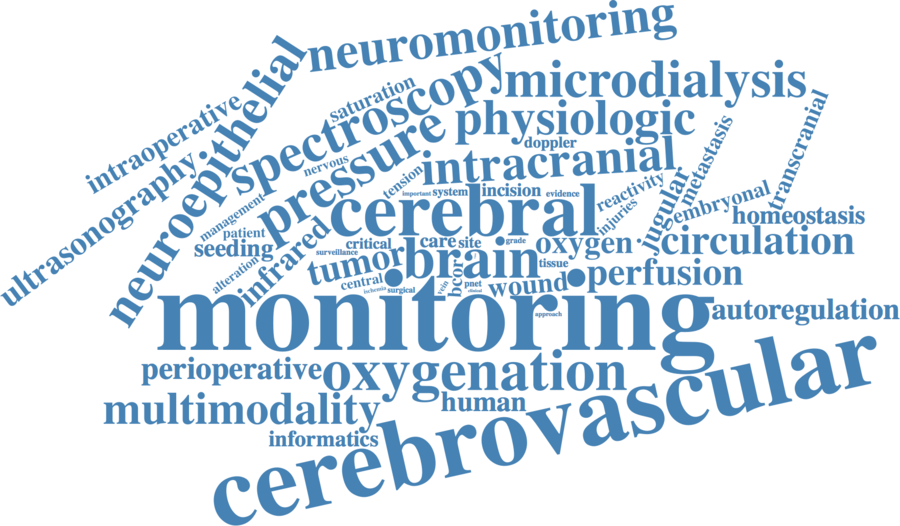 neuromonitoring
microdialysis
spectroscopy
saturation
intraoperative
neuroepithelial
physiologic
doppler
pressure
nervous
ultrasonography
intracranial
tension
transcranial
metastasis
jugular
important
system
incision
evidence
reactivity
embryonal
management
cerebral
injuries
homeostasis
patient
seeding
infrared
critical
care
site
grade
oxygen
circulation
surveillance
alteration
tumor
brain
tissue
central
bcor
vein
pnet
wound
perfusion
ischemia
surgical
clinical
monitoring
approach
autoregulation
perioperative
oxygenation
multimodality
human
informatics
cerebrovascular